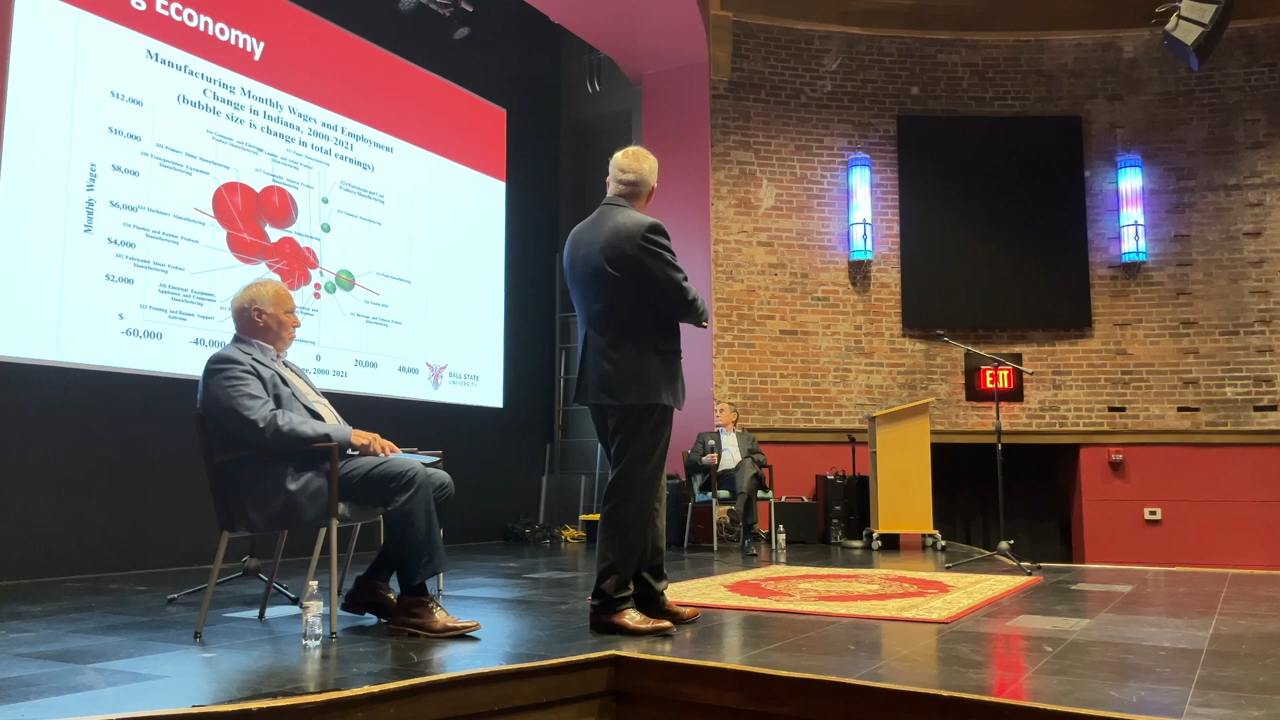 g Economy
Manufacturing Monthly Wages and Employment
Change in Indiana, 2000-2021
(bubble size is change in total earnings)
$12,000
$10,000
$8,000
$6,000
$4,000
$2,000
$-
Monthly Wages
331 Primary Metal Manufacturing
336 Transportation Equipment
Manufacturing
333 Machinery Manufacturing
326 Plastics and Rubber Products
Manufacturing
332 Fabricated Metal Product
Manufacturing
335 Electrical Equipment,
Appliance, and Component
Manufacturing
323 Printing and Related Support
Activities
324 Petroleum and Coal
Products Manufacturing
325 Chemical Manufacturing
311 Food Manufacturing
312 Beverage and Tobacco Product
Manufacturing
-60,000
-40,000
0
20,000
40,000
ge, 2000-2021
BALL STATE
UNIVERSITY
EXIT